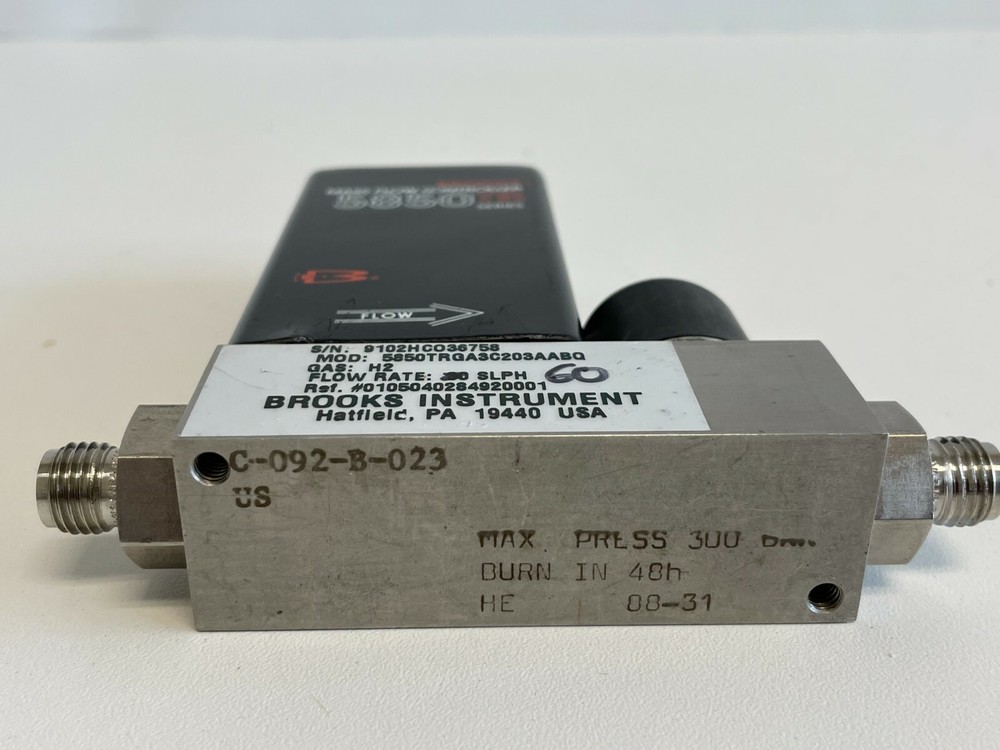 5850
FLOW
S/N: 9102HC036758
MOD: 5850TRGA3C203AABQ
GAS: H2
FLOW RATE: SLPH 60
Ref. #0105040284920001
BROOKS INSTRUMENT
Hatfield, PA 19440 USA
C-092-B-023
US
MAX. PRESS 300
BURN IN 48h
HE 08-31